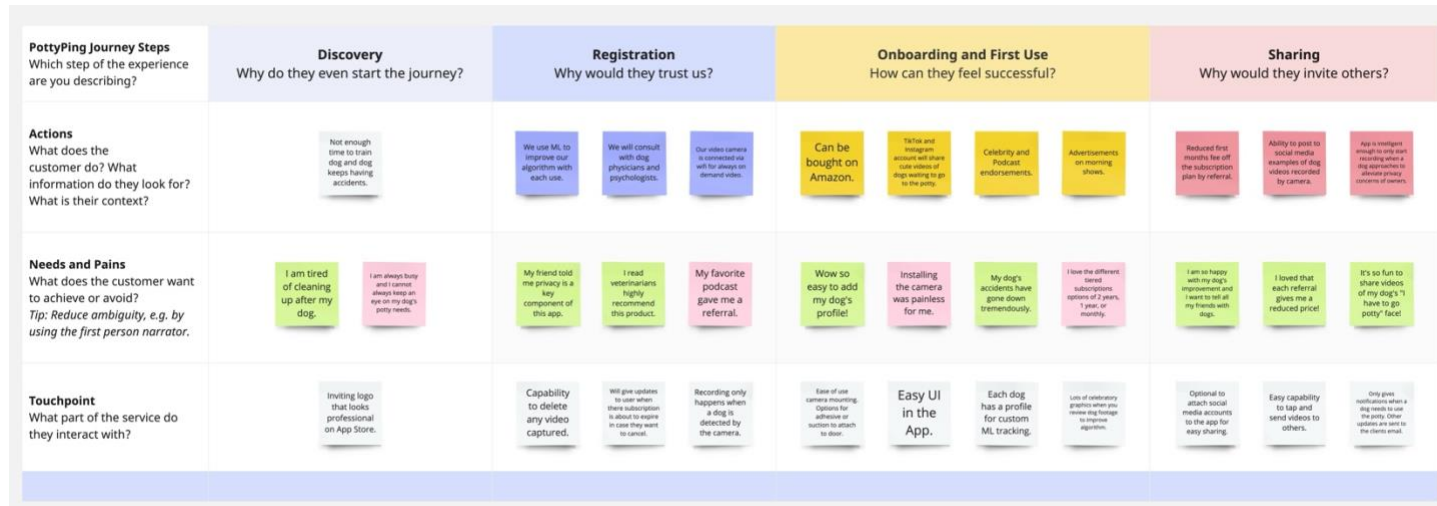 PottyPing Journey Steps
Which step of the experience
are you describing?
Discovery
Why do they even start the journey?
Registration
Why would they trust us?
Onboarding and First Use
How can they feel successful?
Sharing
Why would they invite others?
Actions
What does the
customer do? What
information do they look for?
What is their context?
Not enough
time to train
dog and dog
keeps having
accidents.
We use ML to
improve our
algorithm with
each use.
We will consult
with dog
physicians and
psychologists.
Our video camera
is connected via
wifi for always on
demand video.
Can be
bought on
Amazon.
TikTok and
Instagram
account will share
cute videos of
dogs waiting to go
to the potty.
Celebrity and
Podcast
endorsements.
Advertisements
on morning
shows.
Reduced first
months fee off
the subscription
plan by referral.
Ability to post to
social media
examples of dog
videos recorded
by camera.
App is intelligent
enough to only start
recording when a
dog approaches to
alleviate privacy
concerns of owners.
Needs and Pains
What does the customer want
to achieve or avoid?
Tip: Reduce ambiguity, e.g. by
using the first person narrator.
I am tired
of cleaning
up after my
dog.
I am always busy
and I cannot
always keep an
eye on my dog's
potty needs.
My friend told
me privacy is a
key
component of
this app.
I read
veterinarians
highly
recommend
this product.
My favorite
podcast
gave me a
referral.
Wow so
easy to add
my dog's
profile!
Installing
the camera
was painless
for me.
My dog's
accidents have
gone down
tremendously.
I love the different
tiered
subscriptions
options of 2 years,
1 year, or
monthly.
I am so happy
with my dog's
improvement and
I want to tell all
my friends with
dogs.
I loved that
each referral
gives me a
reduced price!
It's so fun to
share videos
of my dog's "I
have to go
potty" face!
Touchpoint
What part of the service do
they interact with?
Inviting logo
that looks
professional
on App Store.
Capability
to delete
any video
captured.
Will give updates
to user when
there subscription
is about to expire
in case they want
to cancel.
Recording only
happens when
a dog is
detected by
the camera.
Ease of use
camera mounting.
Options for
adhesive or
suction to attach
to door.
Easy UI
in the
App.
Each dog
has a profile
for custom
ML tracking.
Lots of celebratory
graphics when you
review dog footage
to improve
algorithm.
Optional to
attach social
media accounts
to the app for
easy sharing.
Easy capability
to tap and
send videos to
others.
Only gives
notifications when a
dog needs to use
the potty. Other
updates are sent to
the clients email.